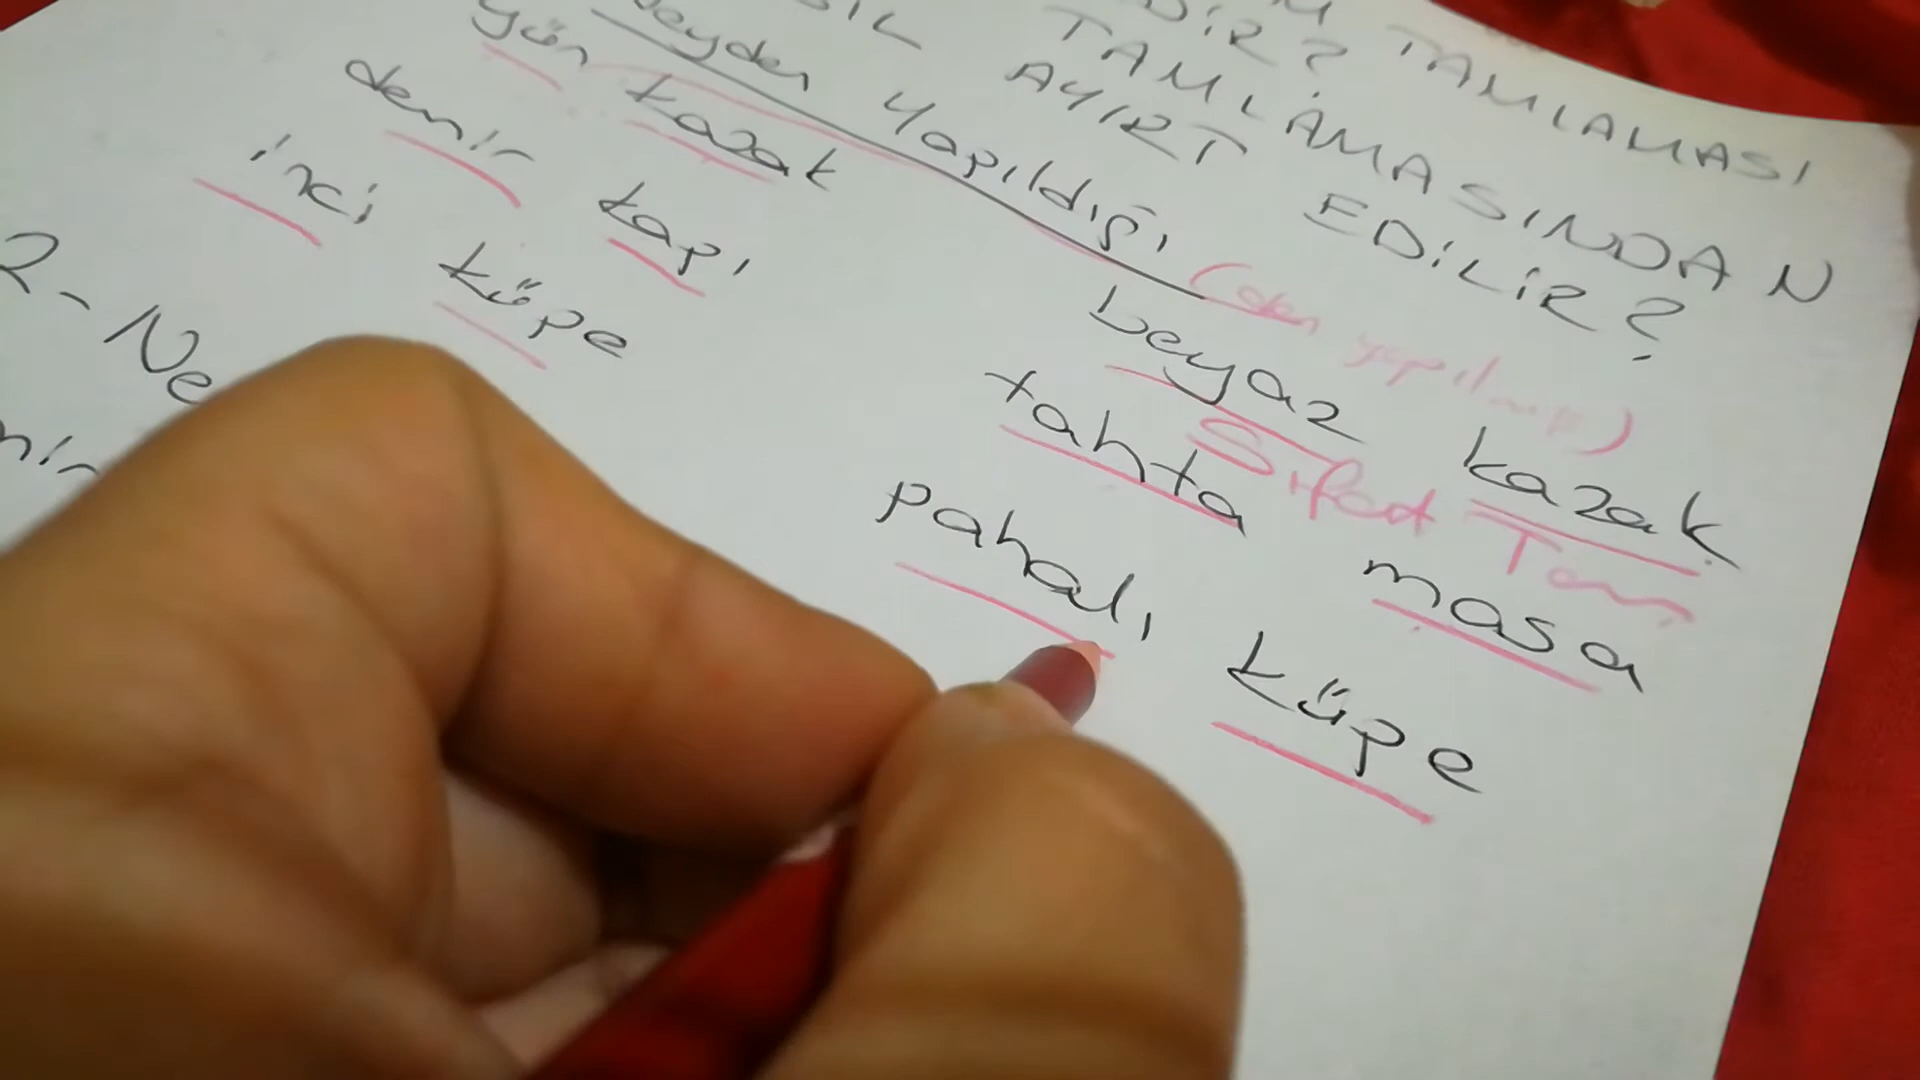 TAMLAMASI
DİR?
SIL TAMLAMASINDAN
AYIRT EDİLİR?
Neyden yapıldığı (den yapılmış)
yün kazak
demir kapı
inci küpe
beyaz kazak
Sıfat Tam
tahta masa
pahalı küpe
2- Ne